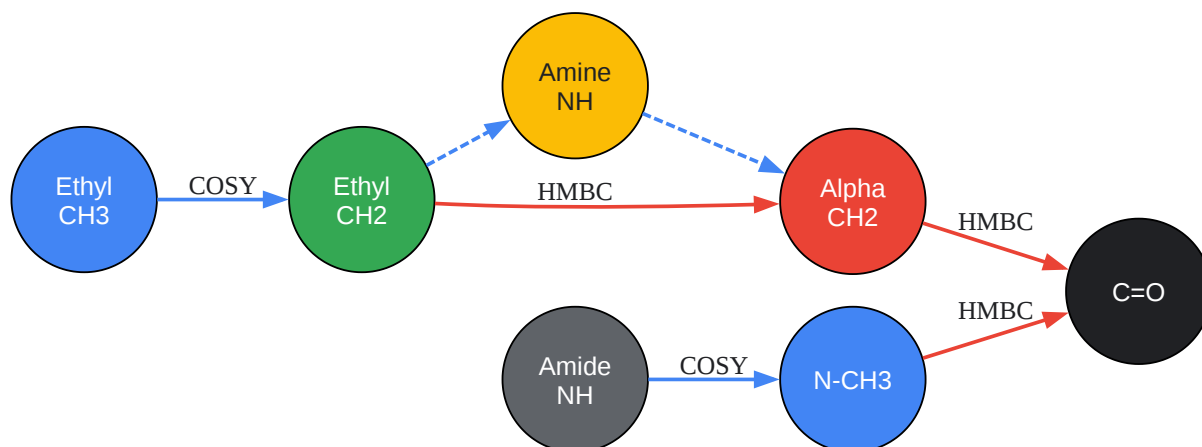 Amine
NH
Ethyl
CH3
COSY
Ethyl
CH2
HMBC
Alpha
CH2
HMBC
C=O
HMBC
Amide
NH
COSY
N-CH3